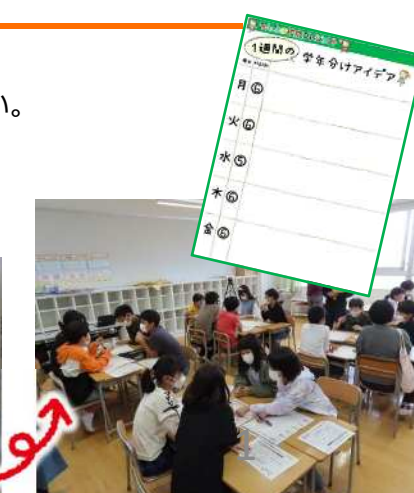 い。
1週間の 学年分けアイデア
月 ⑥
火 ⑥
水 ⑤
木 ⑥
金 ⑥